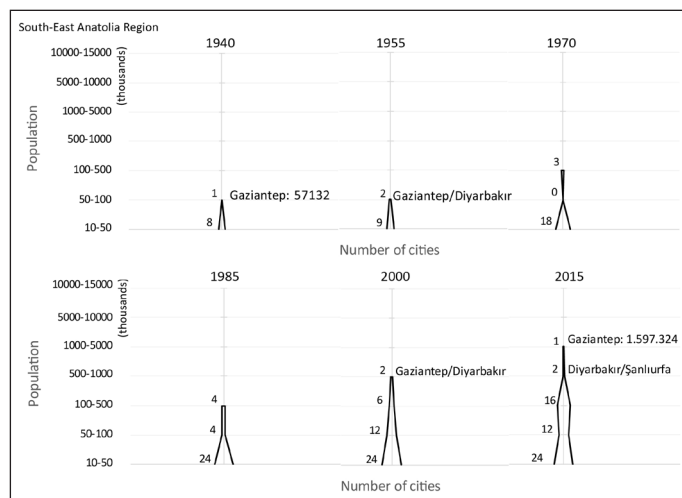 South-East Anatolia Region
1940 1955 1970
Population
(thousands)
10000-15000
5000-10000
1000-5000
500-1000
100-500 3
50-100 1 Gaziantep: 57132 2 Gaziantep/Diyarbakır 0
10-50 8 9 18
Number of cities
1985 2000 2015
Population
(thousands)
10000-15000
5000-10000
1000-5000 1 Gaziantep: 1.597.324
500-1000 2 Gaziantep/Diyarbakır 2 Diyarbakır/Şanlıurfa
100-500 4 6 16
50-100 4 12 12
10-50 24 24 24
Number of cities